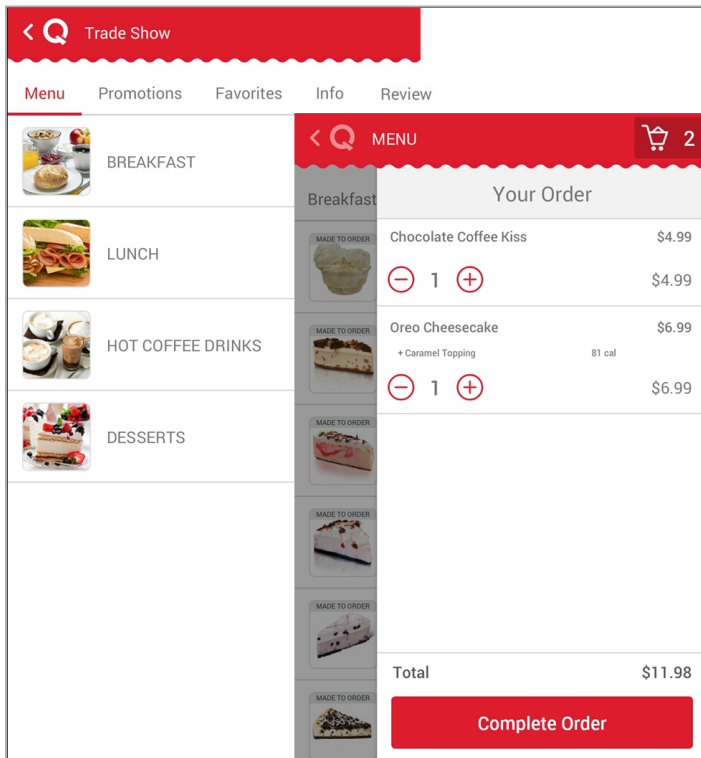 Q Trade Show
Menu Promotions Favorites Info Review
BREAKFAST
LUNCH
HOT COFFEE DRINKS
DESSERTS
Q MENU 2
Breakfast
MADE TO ORDER
MADE TO ORDER
MADE TO ORDER
MADE TO ORDER
MADE TO ORDER
MADE TO ORDER
Your Order
Chocolate Coffee Kiss $4.99
1 $4.99
Oreo Cheesecake $6.99
+ Caramel Topping 81 cal
1 $6.99
Total $11.98
Complete Order